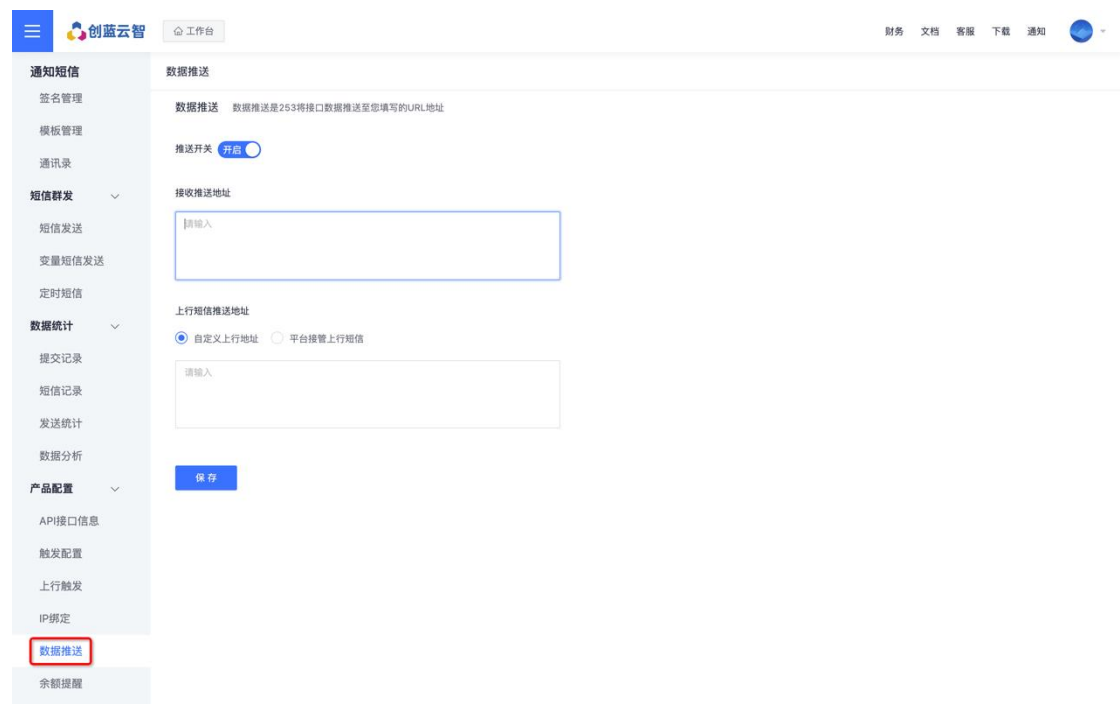 创蓝云智
工作台
财务 文档 客服 下载 通知
通知短信
签名管理
模板管理
通讯录
短信群发
短信发送
变量短信发送
定时短信
数据统计
提交记录
短信记录
发送统计
数据分析
产品配置
API接口信息
触发配置
上行触发
IP绑定
数据推送
余额提醒
数据推送
数据推送 数据推送是253将接口数据推送至您填写的URL地址
推送开关 开启
接收推送地址
请输入
上行短信推送地址
自定义上行地址 平台接管上行短信
请输入
保存